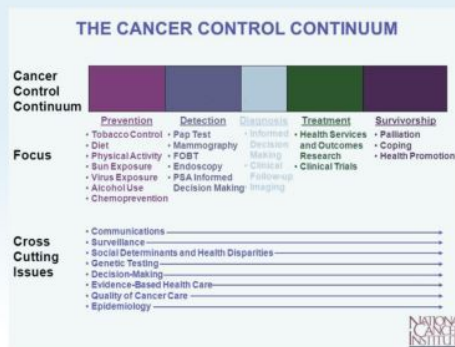 THE CANCER CONTROL CONTINUUM
Cancer
Control
Continuum
Focus
Prevention
• Tobacco Control
• Diet
• Physical Activity
• Sun Exposure
• Virus Exposure
• Alcohol Use
• Chemoprevention
Detection
• Pap Test
• Mammography
• FOBT
• Endoscopy
• PSA Informed
Decision Making
Diagnosis
• Informed
Decision
Making
• Clinical
Follow-up
• Imaging
Treatment
• Health Services
and Outcomes
Research
• Clinical Trials
Survivorship
• Palliation
• Coping
• Health Promotion
Cross
Cutting
Issues
• Communications
• Surveillance
• Social Determinants and Health Disparities
• Genetic Testing
• Decision-Making
• Evidence-Based Health Care
• Quality of Cancer Care
• Epidemiology
NATIONAL
CANCER
INSTITUTE